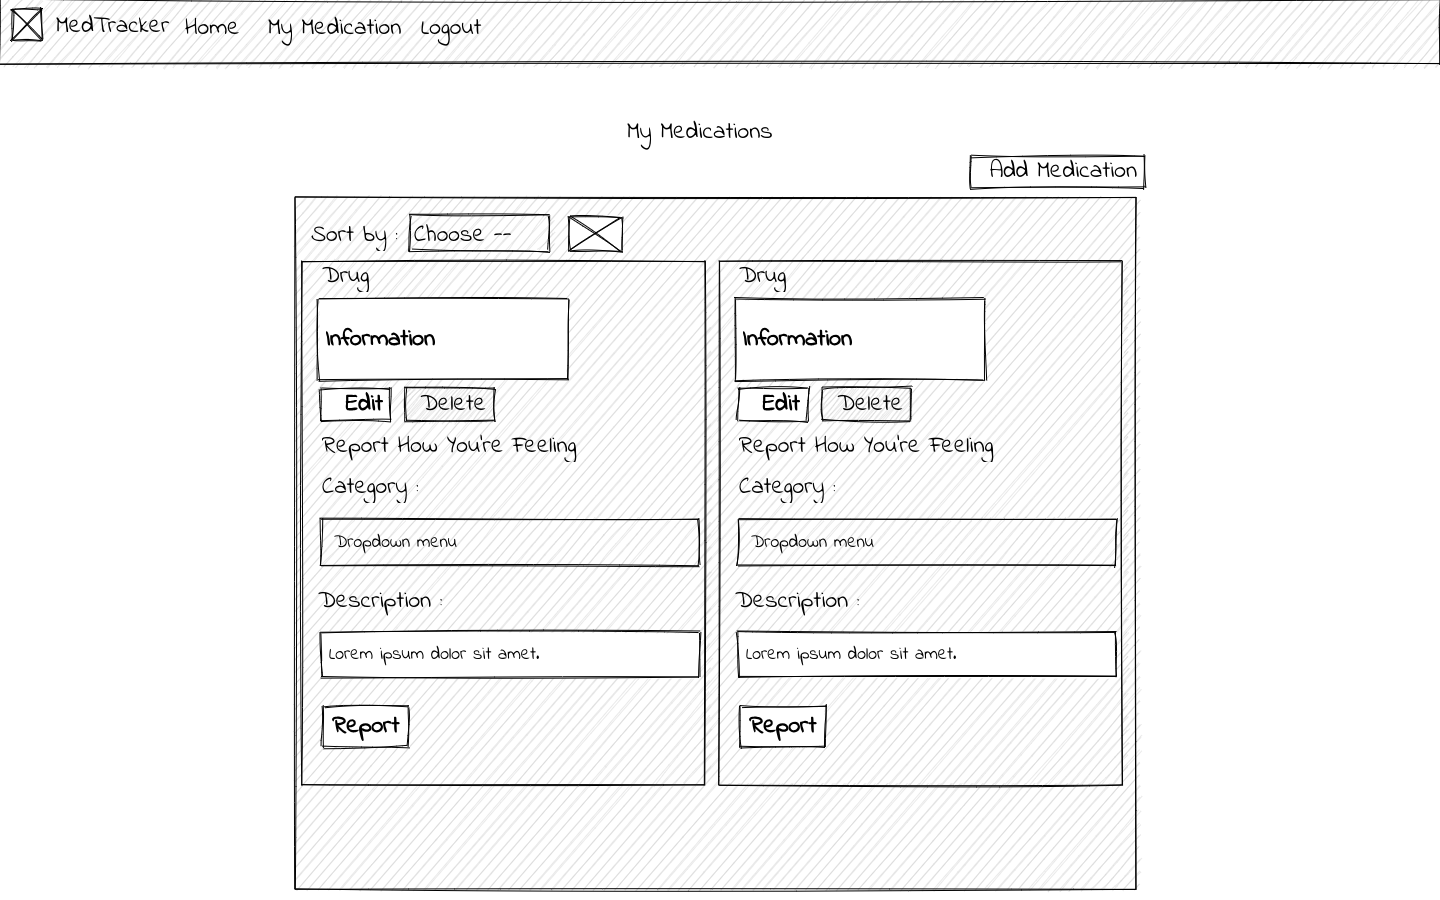 MedTracker Home My Medication Logout
My Medications
Add Medication
Sort by : Choose --
Drug
Information
Edit Delete
Report How You're Feeling
Category :
Dropdown menu
Description :
Lorem ipsum dolor sit amet.
Report
Drug
Information
Edit Delete
Report How You're Feeling
Category :
Dropdown menu
Description :
Lorem ipsum dolor sit amet.
Report